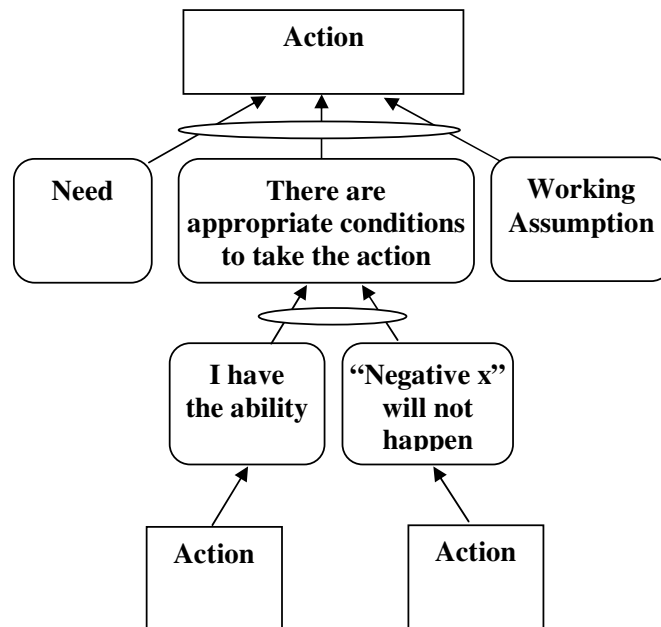 Action
Need
There are
appropriate conditions
to take the action
Working
Assumption
I have
the ability
“Negative x”
will not
happen
Action
Action